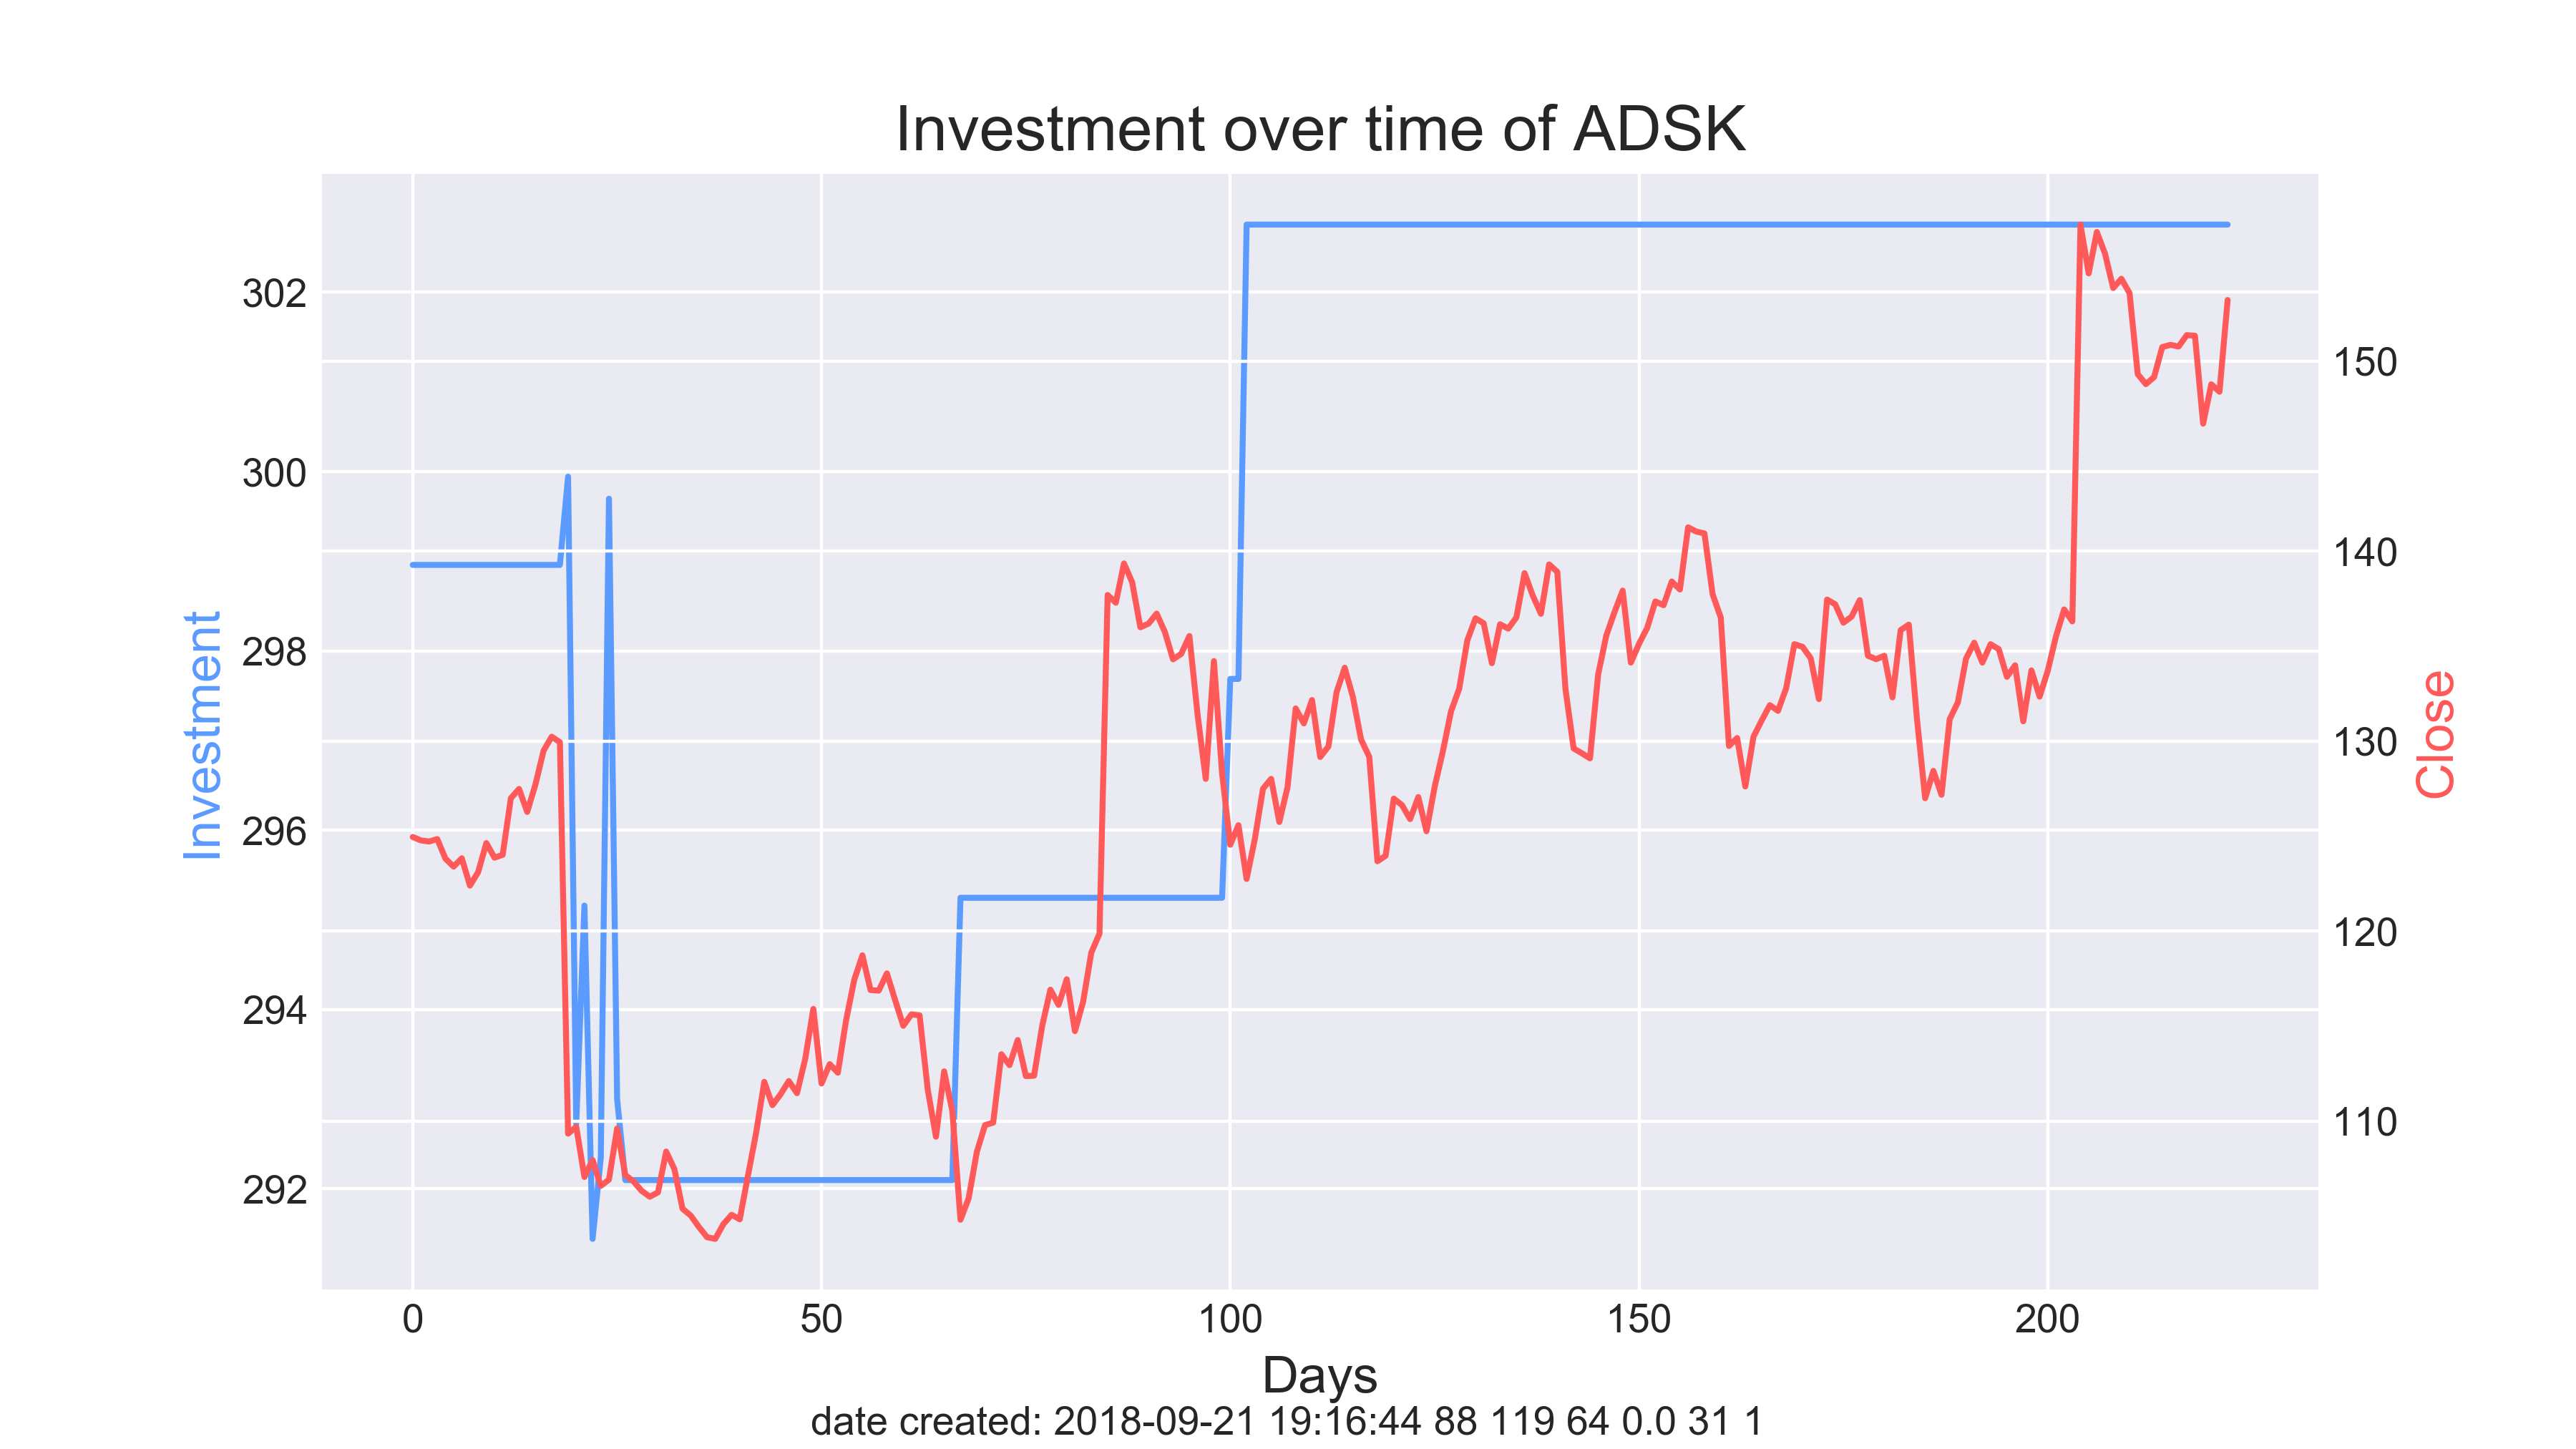 Investment over time of ADSK
302
300
298
296
294
292
Investment
150
140
130
120
110
Close
0 50 100 150 200
Days
date created: 2018-09-21 19:16:44 88 119 64 0.0 31 1